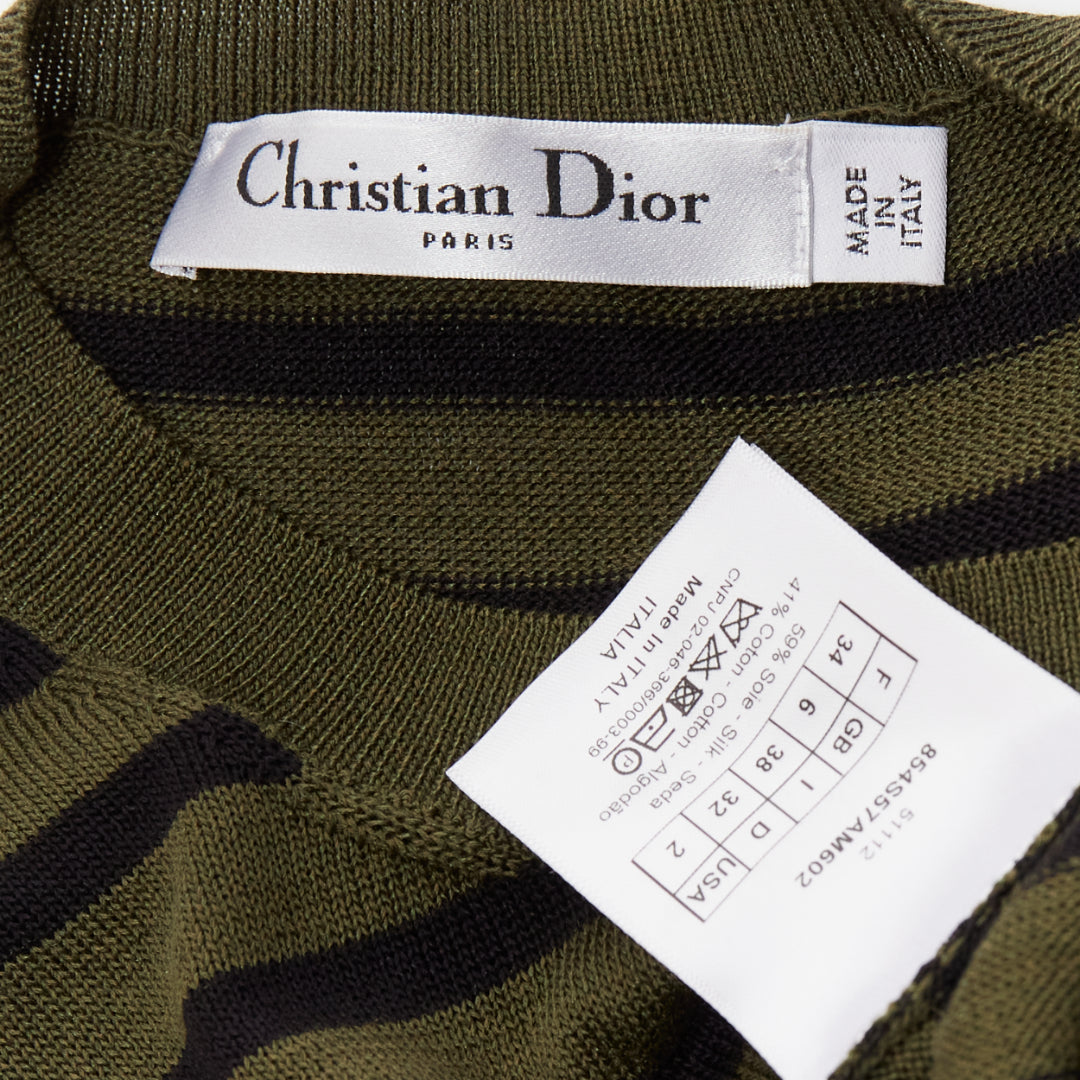 Christian Dior
PARIS
MADE
IN
ITALY
51112
854S57AM602
F GB I D USA
34 6 38 32 2
59% Soie - Silk - Seda
41% Coton - Cotton - Algodão
P
CNPJ 02-046-366/0003-99
Made In ITALY
ITALIA